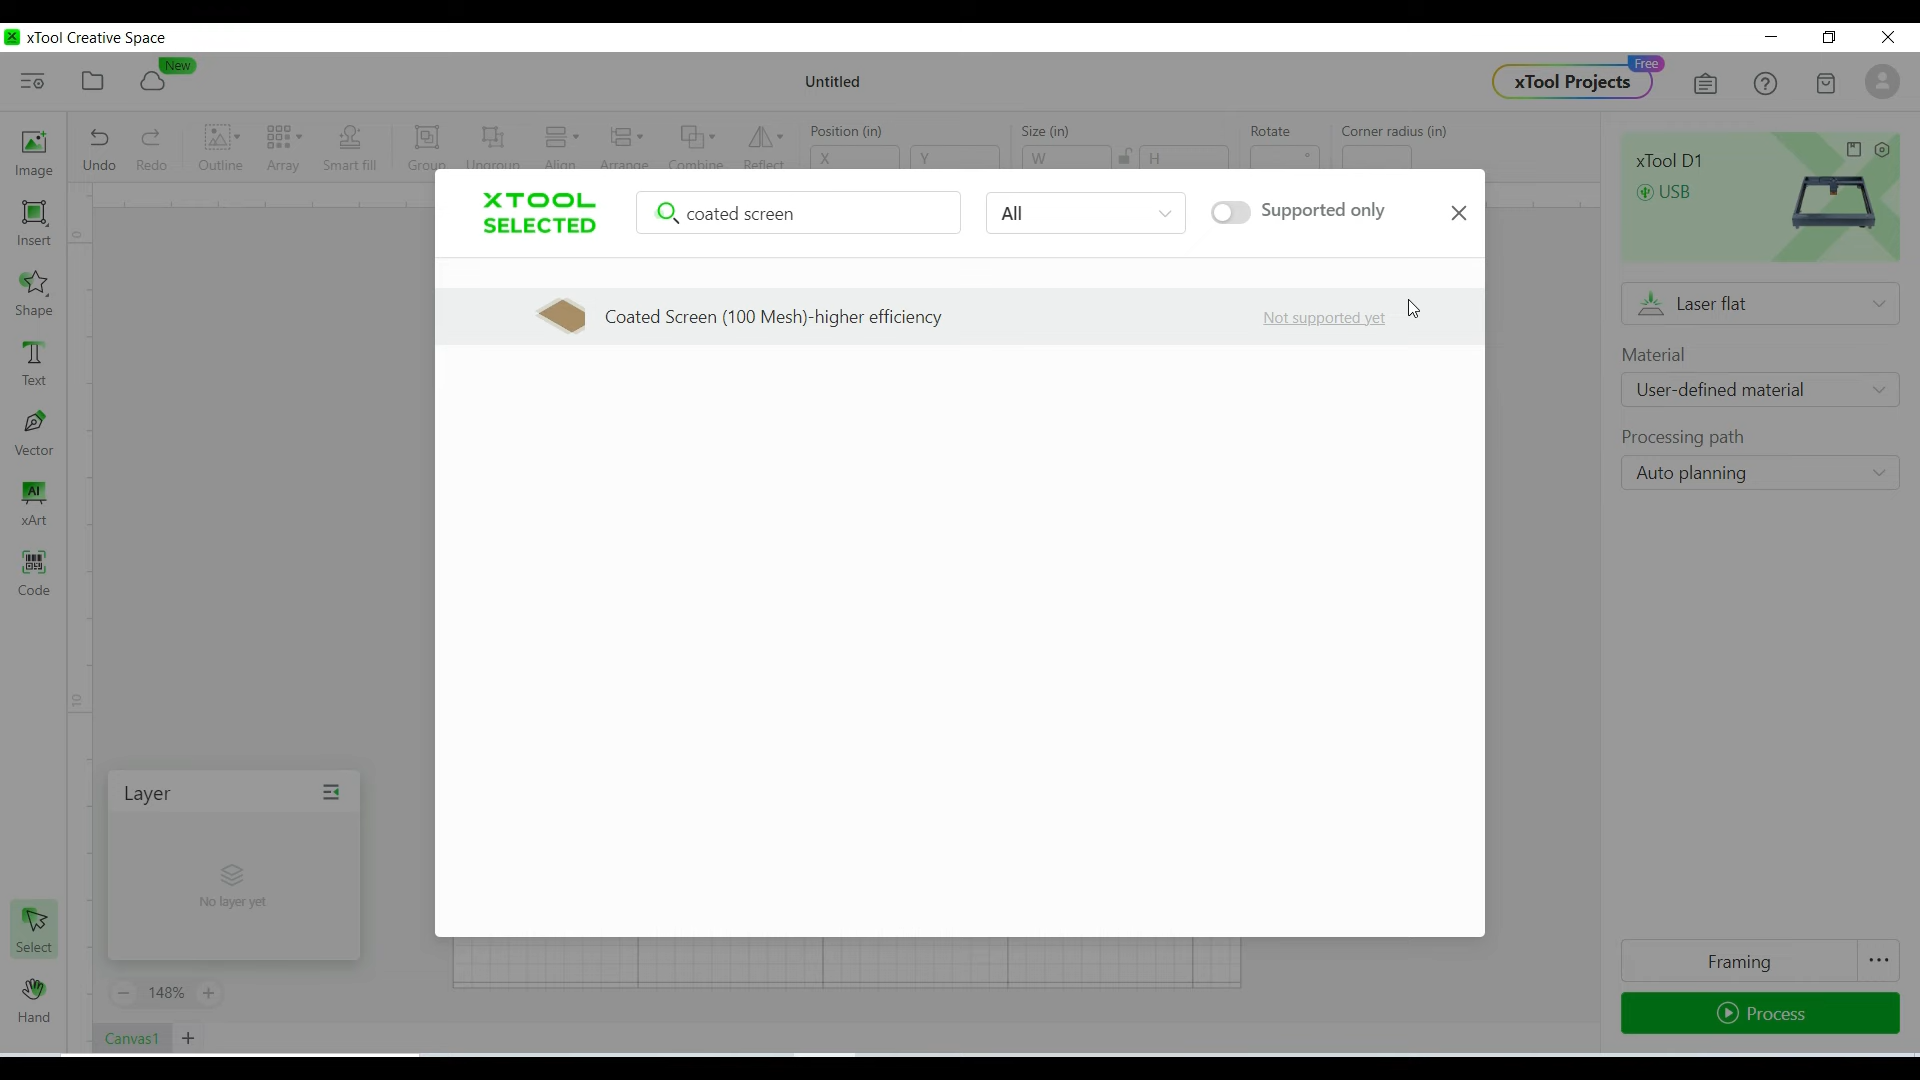 xTool Creative Space
New
Untitled
xTool Projects
Free
Undo
Redo
Outline
Array
Smart fill
Group
Ungroup
Align
Arrange
Combine
Reflect
Position (in)
X
Y
Size (in)
W
H
Rotate
°
Corner radius (in)
Image
Insert
Shape
Text
Vector
AI
xArt
Code
Select
Hand
0
10
XTOOL
SELECTED
coated screen
All
Supported only
Coated Screen (100 Mesh)-higher efficiency
Not supported yet
Layer
No layer yet
148%
Canvas1
xTool D1
USB
Laser flat
Material
User-defined material
Processing path
Auto planning
Framing
Process